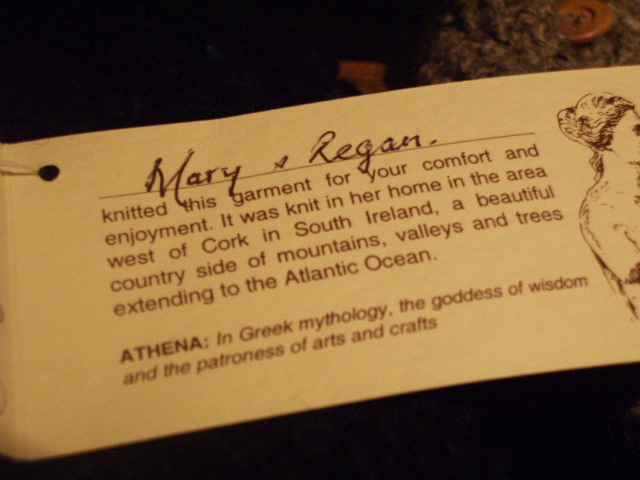 Mary s Regan.
knitted this garment for your comfort and
enjoyment. It was knit in her home in the area
west of Cork in South Ireland, a beautiful
country side of mountains, valleys and trees
extending to the Atlantic Ocean.
ATHENA: In Greek mythology, the goddess of wisdom
and the patroness of arts and crafts